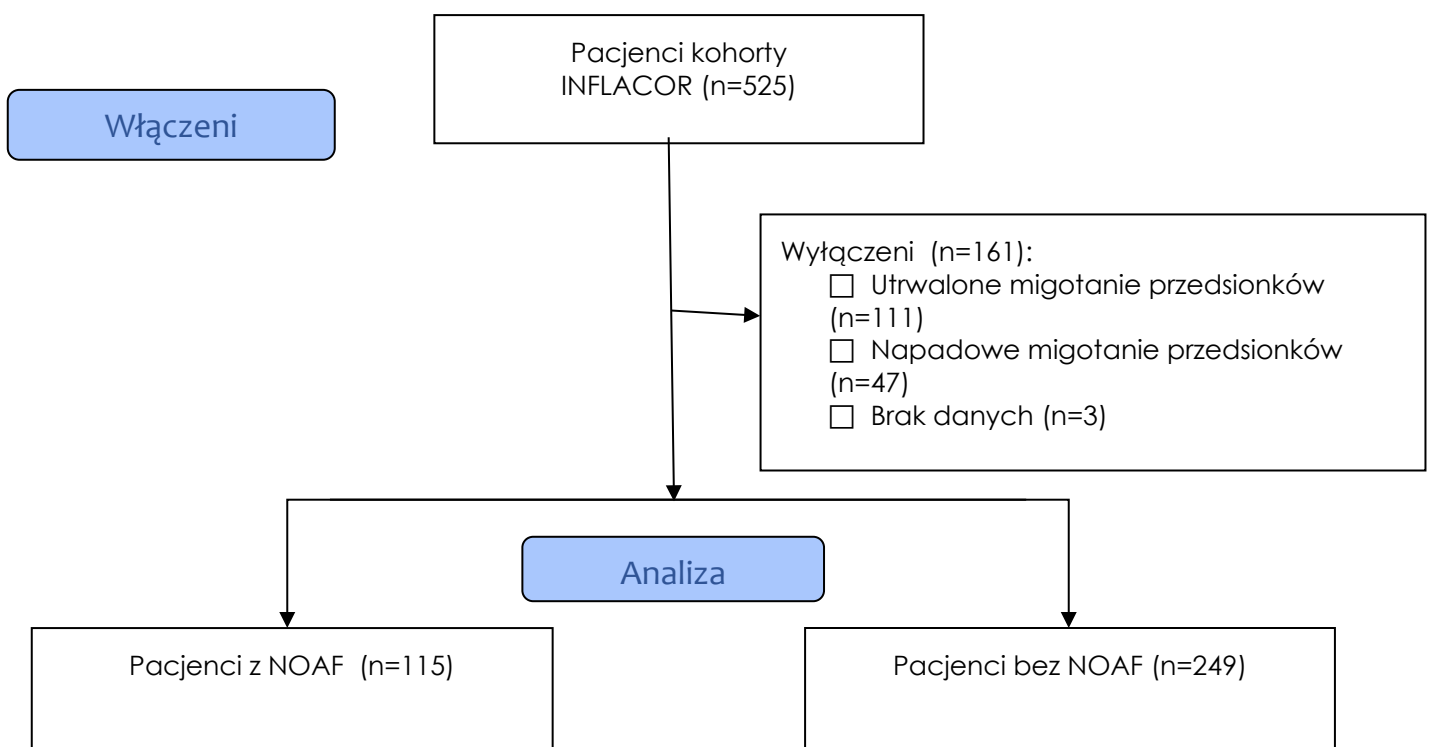 Pacjenci kohorty
INFLACOR (n=525)
Włączeni
Wyłączeni (n=161):
☐ Utrwalone migotanie przedsionków
(n=111)
☐ Napadowe migotanie przedsionków
(n=47)
☐ Brak danych (n=3)
Analiza
Pacjenci z NOAF (n=115)
Pacjenci bez NOAF (n=249)